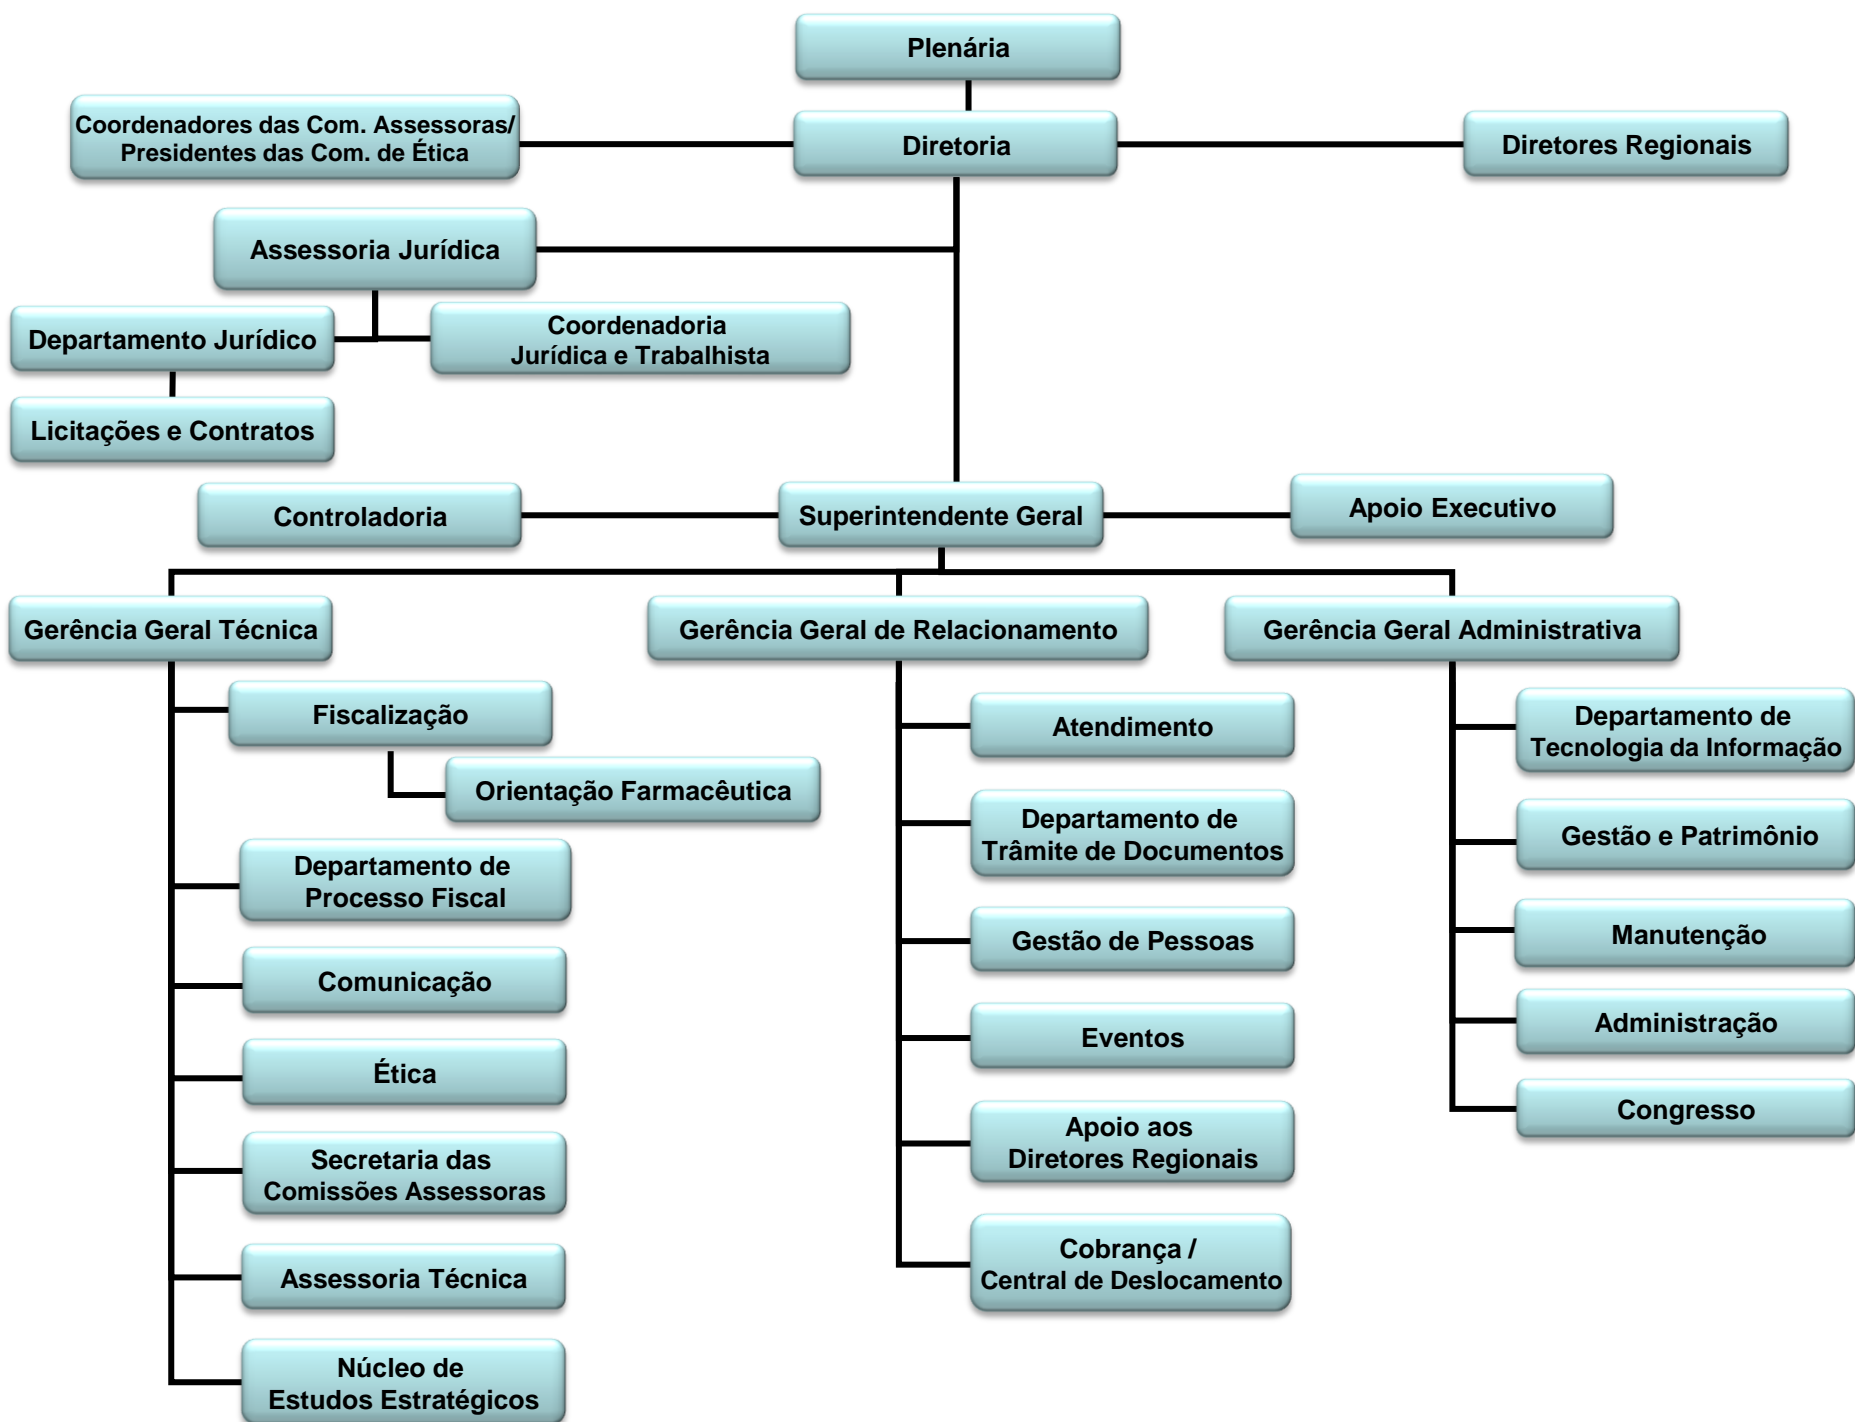 Plenária
Coordenadores das Com. Assessoras/
Presidentes das Com. de Ética
Diretoria
Diretores Regionais
Assessoria Jurídica
Departamento Jurídico
Coordenadoria
Jurídica e Trabalhista
Licitações e Contratos
Controladoria
Superintendente Geral
Apoio Executivo
Gerência Geral Técnica
Fiscalização
Orientação Farmacêutica
Departamento de
Processo Fiscal
Comunicação
Ética
Secretaria das
Comissões Assessoras
Assessoria Técnica
Núcleo de
Estudos Estratégicos
Gerência Geral de Relacionamento
Atendimento
Departamento de
Trâmite de Documentos
Gestão de Pessoas
Eventos
Apoio aos
Diretores Regionais
Cobrança /
Central de Deslocamento
Gerência Geral Administrativa
Departamento de
Tecnologia da Informação
Gestão e Patrimônio
Manutenção
Administração
Congresso